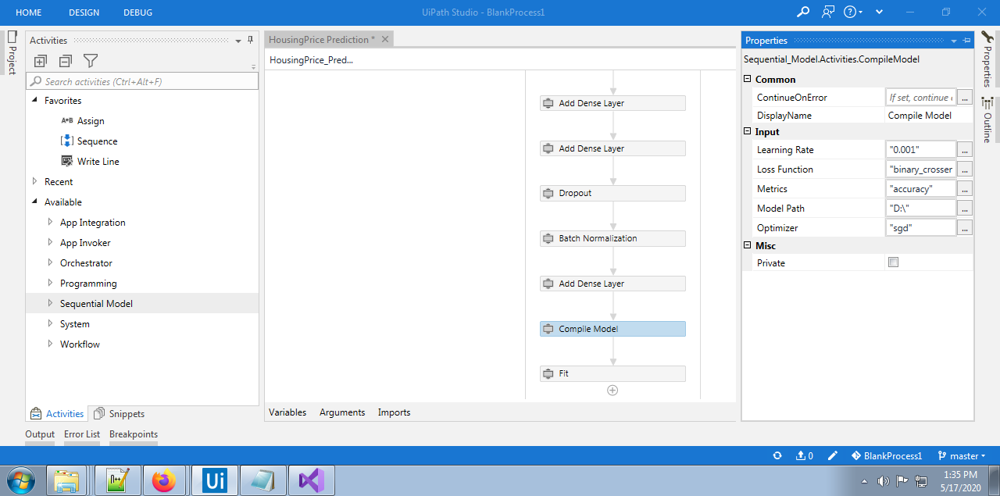 HOME DESIGN DEBUG UiPath Studio - BlankProcess1
Project
Activities
Search activities (Ctrl+Alt+F)
Favorites
A+B Assign
Sequence
Write Line
Recent
Available
App Integration
App Invoker
Orchestrator
Programming
Sequential Model
System
Workflow
Activities Snippets
Output Error List Breakpoints
HousingPrice Prediction *
HousingPrice_Pred...
Add Dense Layer
Add Dense Layer
Dropout
Batch Normalization
Add Dense Layer
Compile Model
Fit
Variables Arguments Imports
Properties
Sequential_Model.Activities.CompileModel
Common
ContinueOnError If set, continue ...
DisplayName Compile Model
Input
Learning Rate "0.001" ...
Loss Function "binary_crosser ...
Metrics "accuracy" ...
Model Path "D:\" ...
Optimizer "sgd" ...
Misc
Private
Properties
Outline
0 BlankProcess1 master
Ui
1:35 PM
5/17/2020